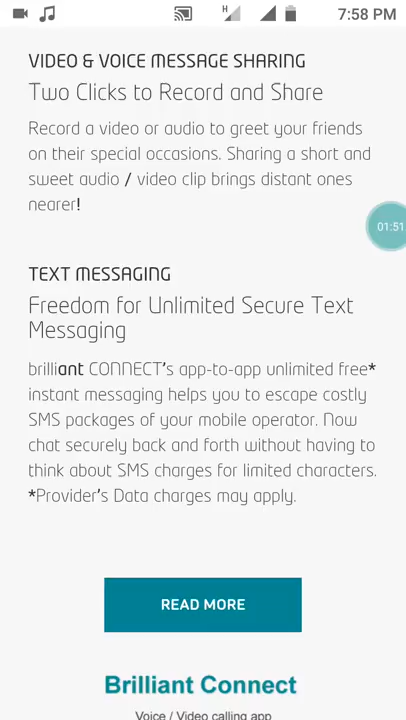 H
7:58 PM
VIDEO & VOICE MESSAGE SHARING
Two Clicks to Record and Share
Record a video or audio to greet your friends
on their special occasions. Sharing a short and
sweet audio / video clip brings distant ones
nearer!
01:51
TEXT MESSAGING
Freedom for Unlimited Secure Text
Messaging
brilliant CONNECT's app-to-app unlimited free*
instant messaging helps you to escape costly
SMS packages of your mobile operator. Now
chat securely back and forth without having to
think about SMS charges for limited characters.
*Provider's Data charges may apply.
READ MORE
Brilliant Connect
Voice / Video calling app